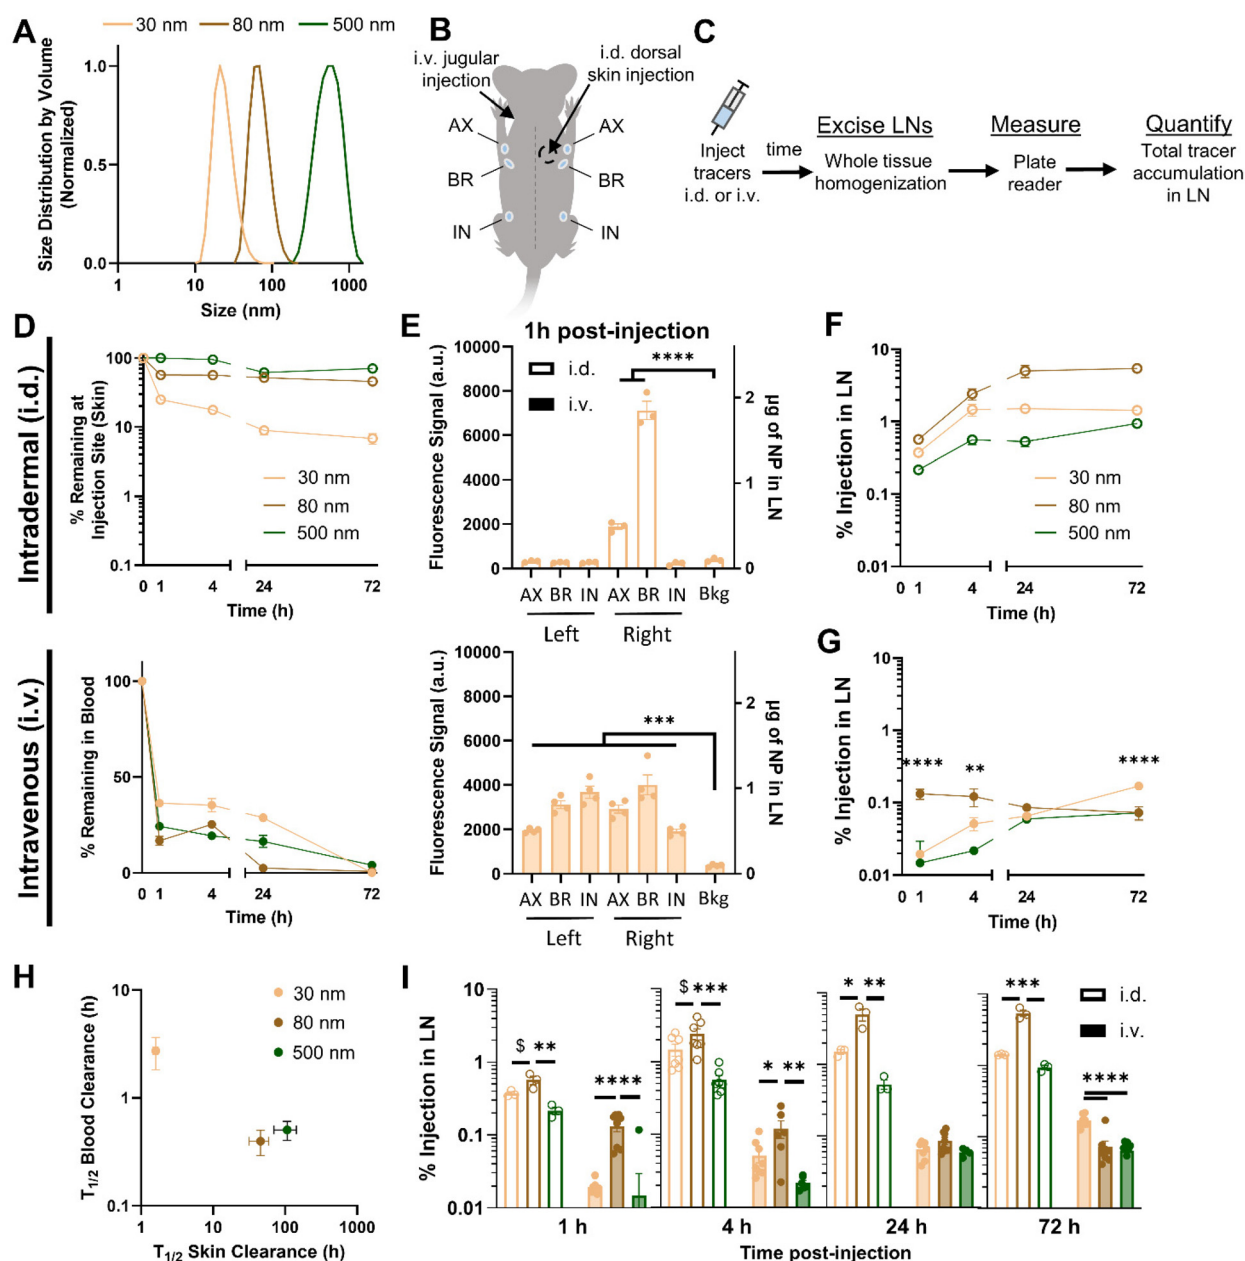 A
30 nm
80 nm
500 nm
Size Distribution by Volume
(Normalized)
1.0
0.5
0.0
1
10
100
1000
Size (nm)
B
i.v. jugular
injection
i.d. dorsal
skin injection
AX
BR
IN
AX
BR
IN
C
Inject
tracers
i.d. or i.v.
time
Excise LNs
Whole tissue
homogenization
Measure
Plate
reader
Quantify
Total tracer
accumulation
in LN
Intradermal (i.d.)
D
% Remaining at
Injection Site (Skin)
100
10
1
0.1
30 nm
80 nm
500 nm
0 1 4 24 72
Time (h)
E
1h post-injection
Fluorescence Signal (a.u.)
10000
8000
6000
4000
2000
0
i.d.
i.v.
****
2
1
0
µg of NP in LN
AX BR IN AX BR IN Bkg
Left Right
F
% Injection in LN
10
1
0.1
0.01
30 nm
80 nm
500 nm
0 1 4 24 72
Time (h)
Intravenous (i.v.)
% Remaining in Blood
100
50
0
0 1 4 24 72
Time (h)
Fluorescence Signal (a.u.)
10000
8000
6000
4000
2000
0
***
2
1
0
µg of NP in LN
AX BR IN AX BR IN Bkg
Left Right
G
% Injection in LN
10
1
0.1
0.01
****
**
****
0 1 4 24 72
Time (h)
H
T1/2 Blood Clearance (h)
10
1
0.1
30 nm
80 nm
500 nm
1 10 100 1000
T1/2 Skin Clearance (h)
I
% Injection in LN
10
1
0.1
0.01
$ **
****
$ ***
* **
* **
***
****
i.d.
i.v.
1 h 4 h 24 h 72 h
Time post-injection